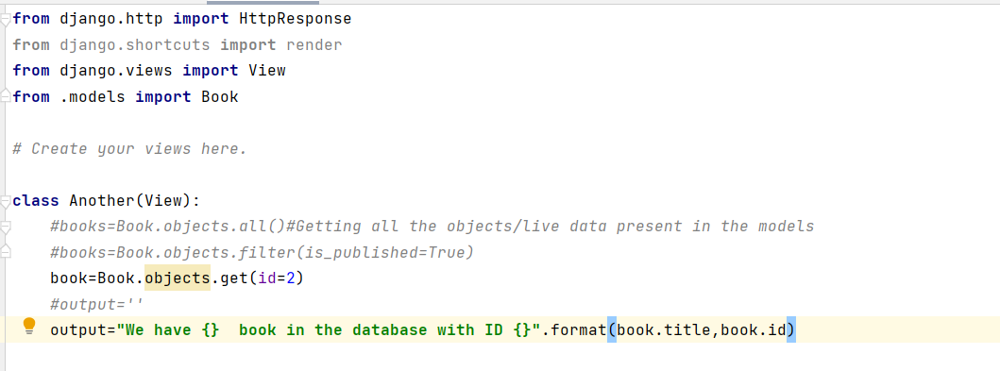 from django.http import HttpResponse
from django.shortcuts import render
from django.views import View
from .models import Book
# Create your views here.
class Another(View):
    #books=Book.objects.all()#Getting all the objects/live data present in the models
    #books=Book.objects.filter(is_published=True)
    book=Book.objects.get(id=2)
    #output=''
    output="We have {}  book in the database with ID {}".format(book.title,book.id)